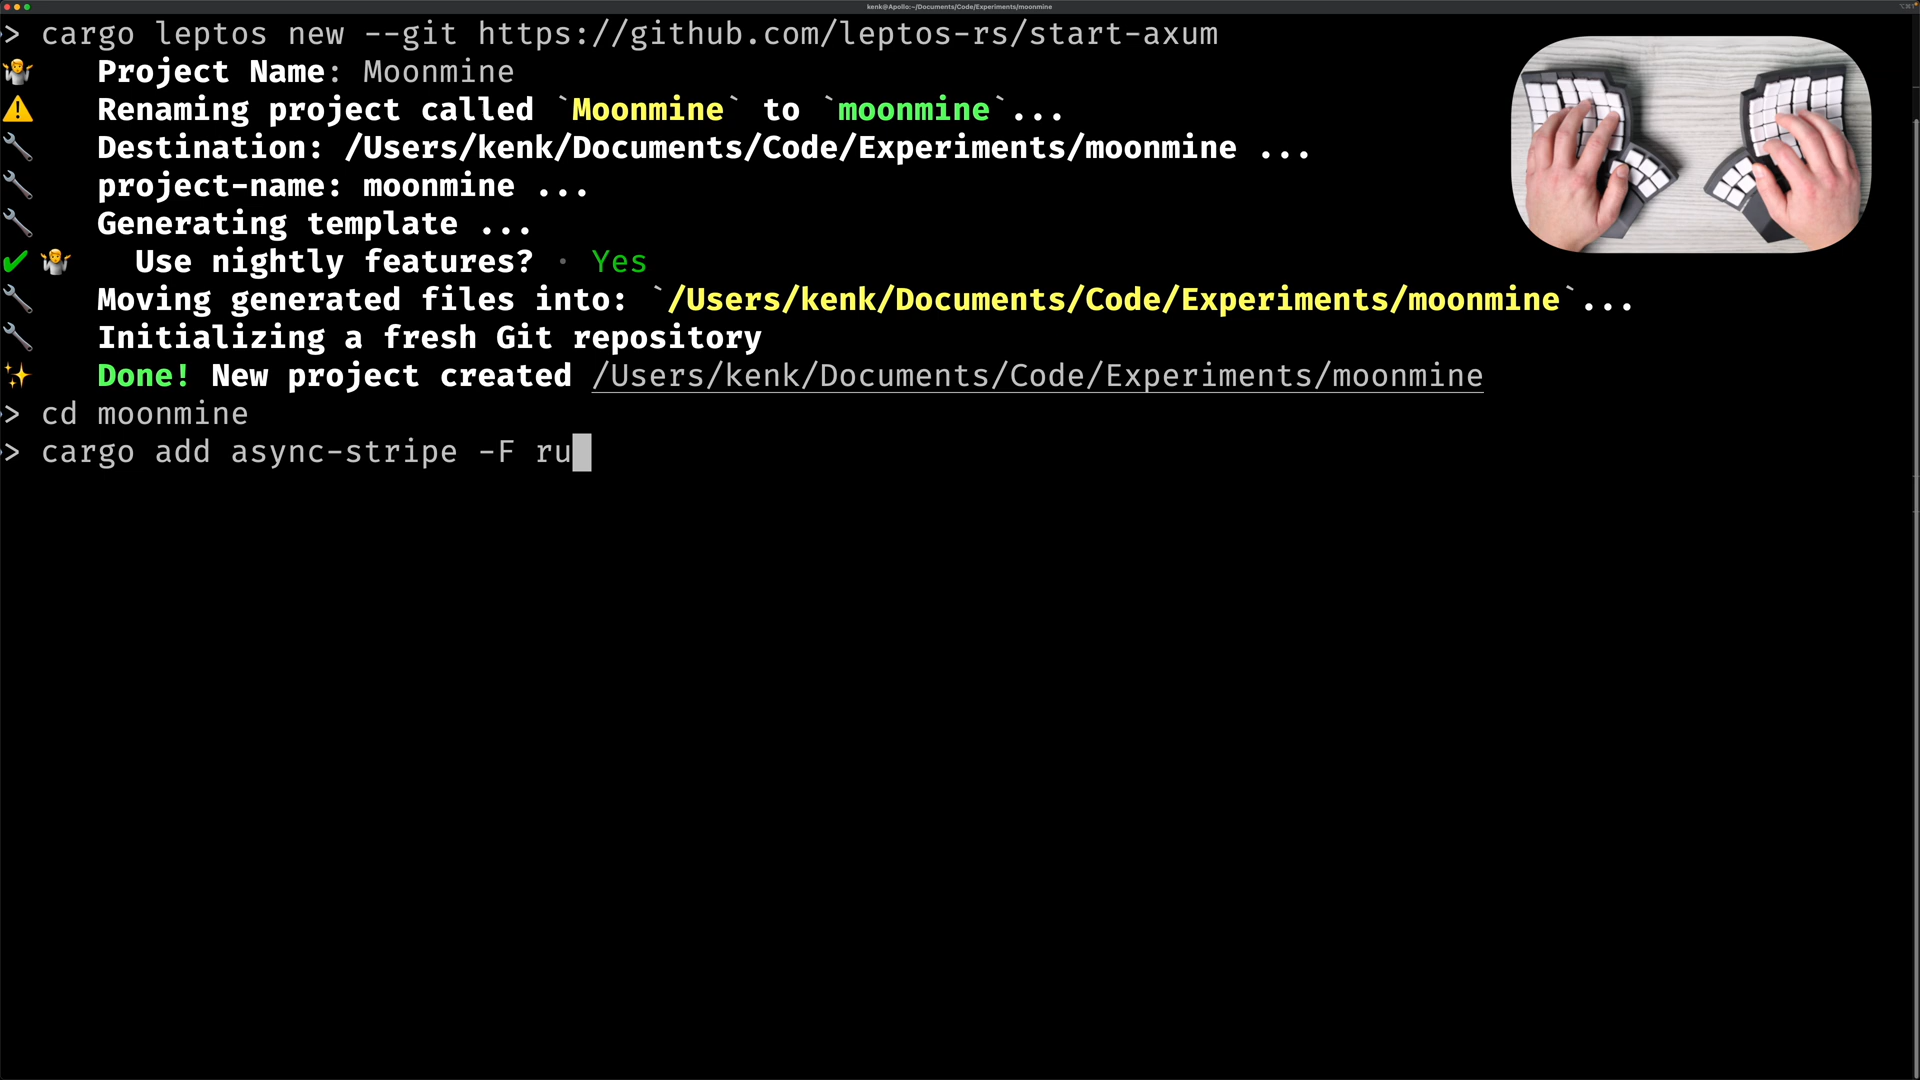 kenk@Apollo:~/Documents/Code/Experiments/moonmine
> cargo leptos new --git https://github.com/leptos-rs/start-axum
🤷 Project Name: Moonmine
⚠️ Renaming project called `Moonmine` to `moonmine`...
🔧 Destination: /Users/kenk/Documents/Code/Experiments/moonmine ...
🔧 project-name: moonmine ...
🔧 Generating template ...
✔ 🤷 Use nightly features? · Yes
🔧 Moving generated files into: `/Users/kenk/Documents/Code/Experiments/moonmine`...
🔧 Initializing a fresh Git repository
✨ Done! New project created /Users/kenk/Documents/Code/Experiments/moonmine
> cd moonmine
> cargo add async-stripe -F ru